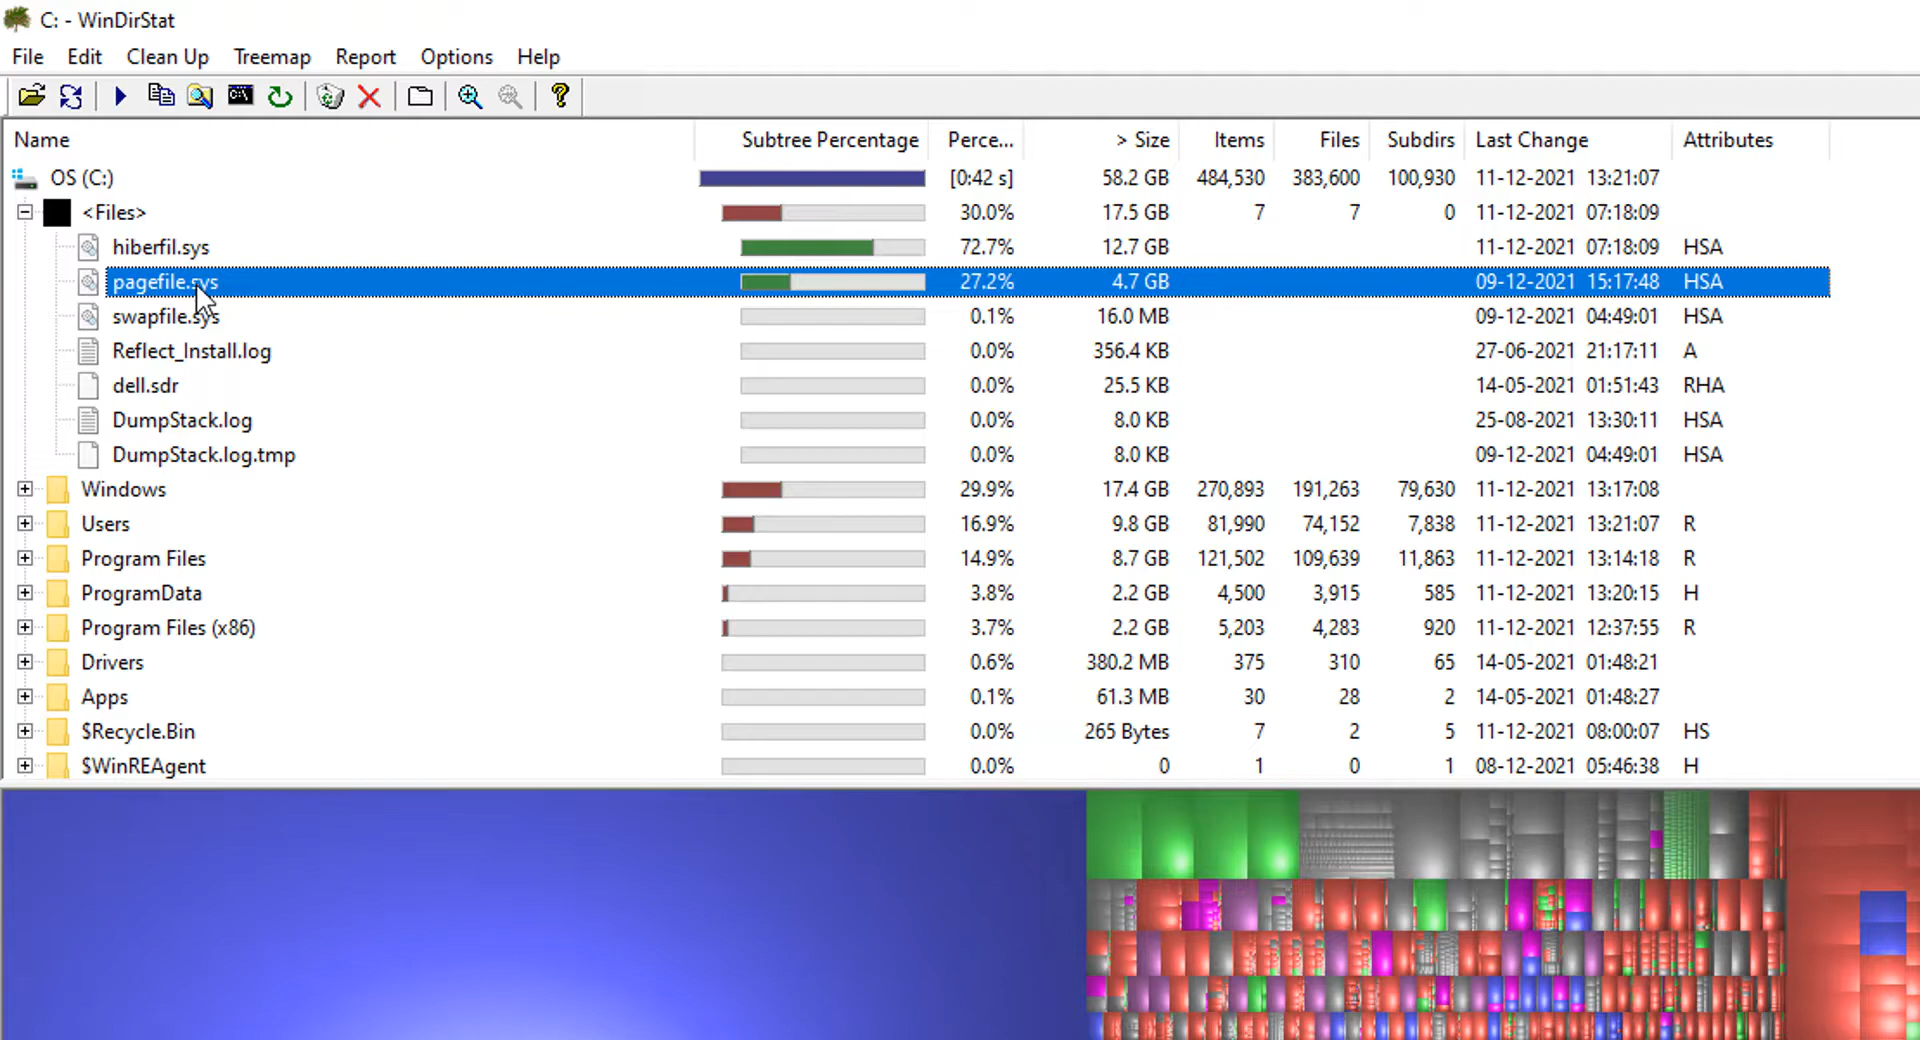 C: - WinDirStat
File Edit Clean Up Treemap Report Options Help
Name Subtree Percentage Perce... > Size Items Files Subdirs Last Change Attributes
OS (C:) [0:42 s] 58.2 GB 484,530 383,600 100,930 11-12-2021 13:21:07
<Files> 30.0% 17.5 GB 7 7 0 11-12-2021 07:18:09
hiberfil.sys 72.7% 12.7 GB 11-12-2021 07:18:09 HSA
pagefile.sys 27.2% 4.7 GB 09-12-2021 15:17:48 HSA
swapfile.sys 0.1% 16.0 MB 09-12-2021 04:49:01 HSA
Reflect_Install.log 0.0% 356.4 KB 27-06-2021 21:17:11 A
dell.sdr 0.0% 25.5 KB 14-05-2021 01:51:43 RHA
DumpStack.log 0.0% 8.0 KB 25-08-2021 13:30:11 HSA
DumpStack.log.tmp 0.0% 8.0 KB 09-12-2021 04:49:01 HSA
Windows 29.9% 17.4 GB 270,893 191,263 79,630 11-12-2021 13:17:08
Users 16.9% 9.8 GB 81,990 74,152 7,838 11-12-2021 13:21:07 R
Program Files 14.9% 8.7 GB 121,502 109,639 11,863 11-12-2021 13:14:18 R
ProgramData 3.8% 2.2 GB 4,500 3,915 585 11-12-2021 13:20:15 H
Program Files (x86) 3.7% 2.2 GB 5,203 4,283 920 11-12-2021 12:37:55 R
Drivers 0.6% 380.2 MB 375 310 65 14-05-2021 01:48:21
Apps 0.1% 61.3 MB 30 28 2 14-05-2021 01:48:27
$Recycle.Bin 0.0% 265 Bytes 7 2 5 11-12-2021 08:00:07 HS
$WinREAgent 0.0% 0 1 0 1 08-12-2021 05:46:38 H